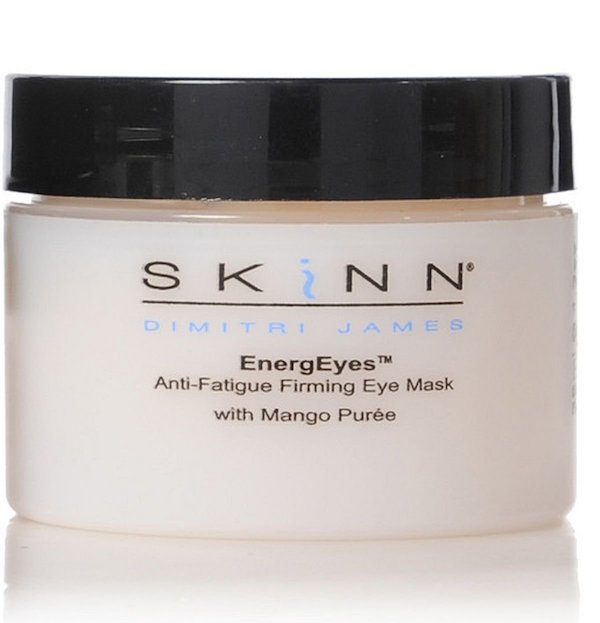 SKiNN®
DIMITRI JAMES
EnergEyes™
Anti-Fatigue Firming Eye Mask
with Mango Purée